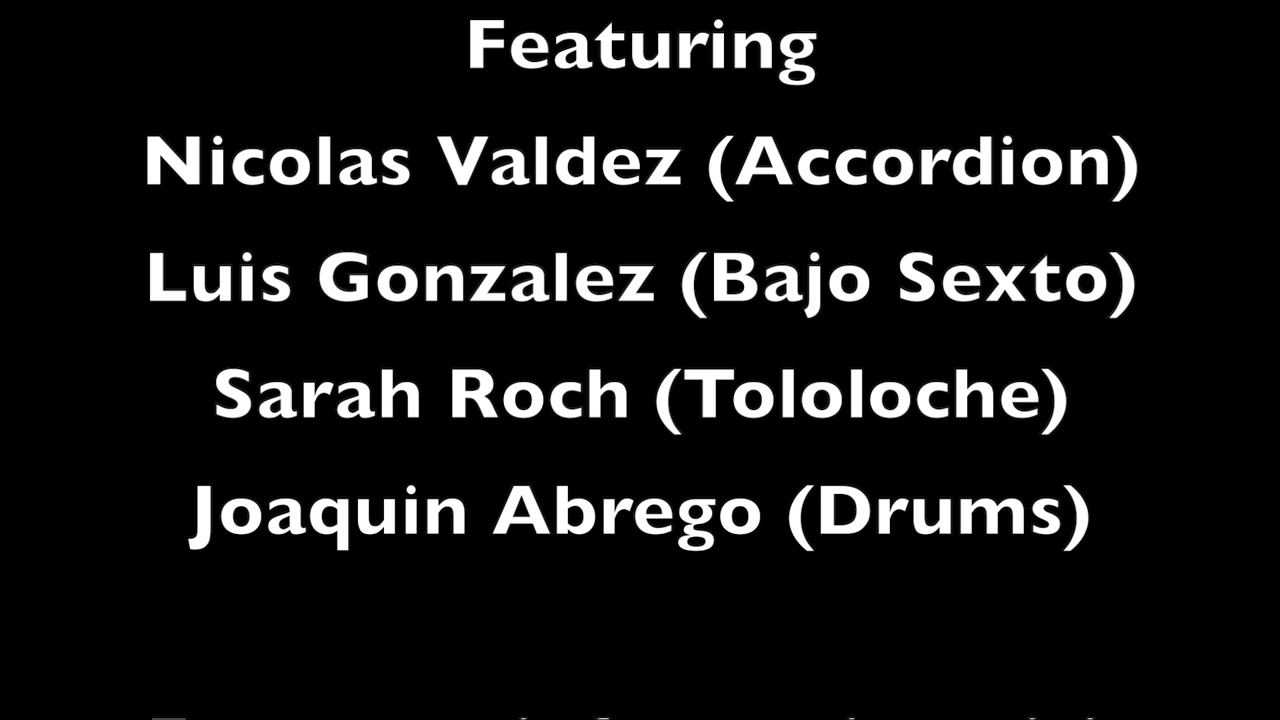 Featuring
Nicolas Valdez (Accordion)
Luis Gonzalez (Bajo Sexto)
Sarah Roch (Tololoche)
Joaquin Abrego (Drums)